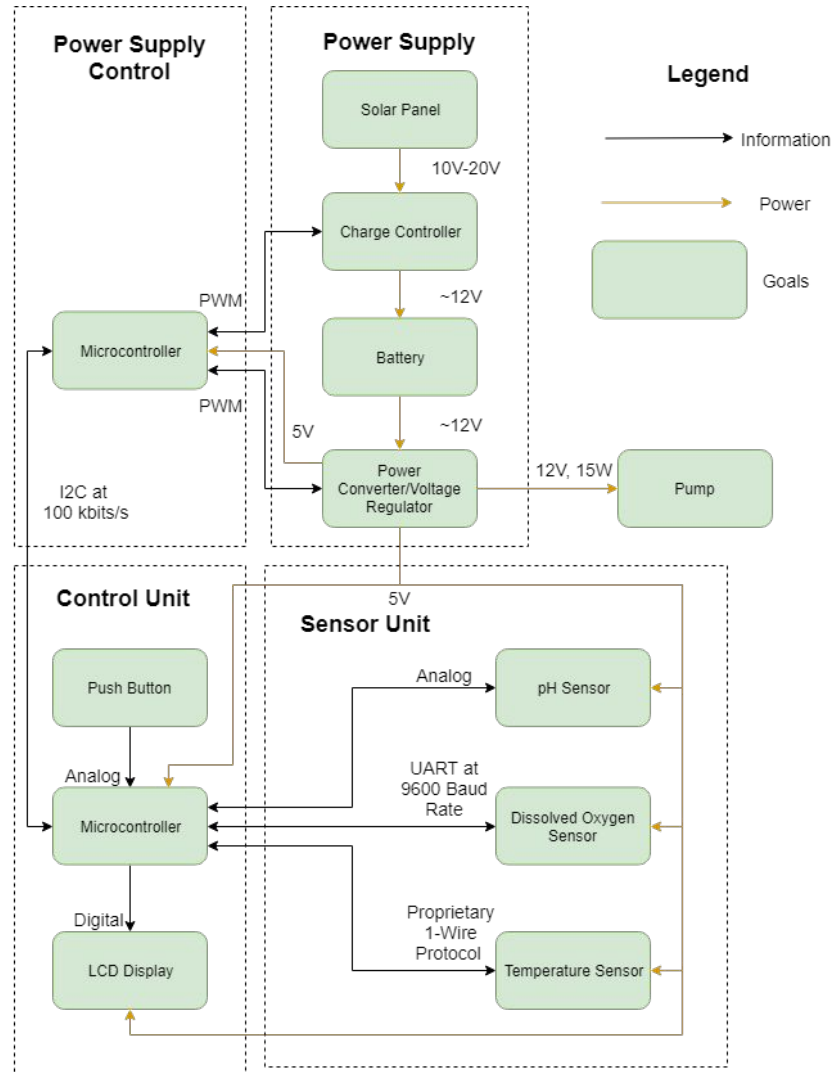 Power Supply
Control
Power Supply
Legend
Solar Panel
Information
10V-20V
Power
Charge Controller
Goals
~12V
PWM
Microcontroller
Battery
PWM
5V
~12V
Power
Converter/Voltage
Regulator
12V, 15W
Pump
I2C at
100 kbits/s
Control Unit
5V
Sensor Unit
Push Button
Analog
pH Sensor
Analog
UART at
9600 Baud
Rate
Microcontroller
Dissolved Oxygen
Sensor
Digital
Proprietary
1-Wire
Protocol
LCD Display
Temperature Sensor